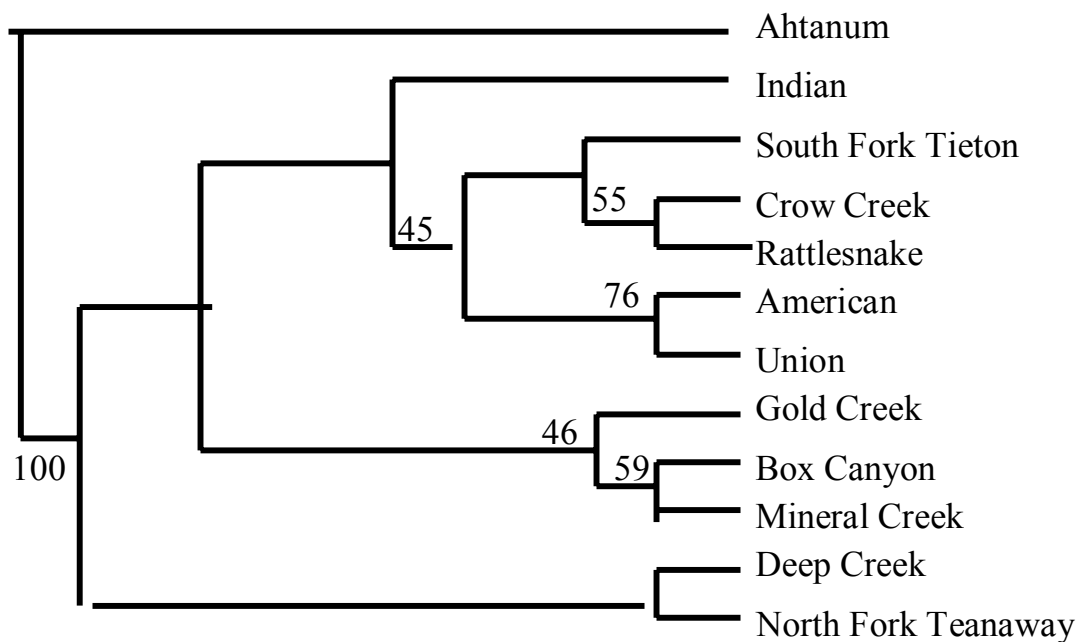 Ahtanum
Indian
South Fork Tieton
55
Crow Creek
45
Rattlesnake
76
American
Union
Gold Creek
46
100
59
Box Canyon
Mineral Creek
Deep Creek
North Fork Teanaway